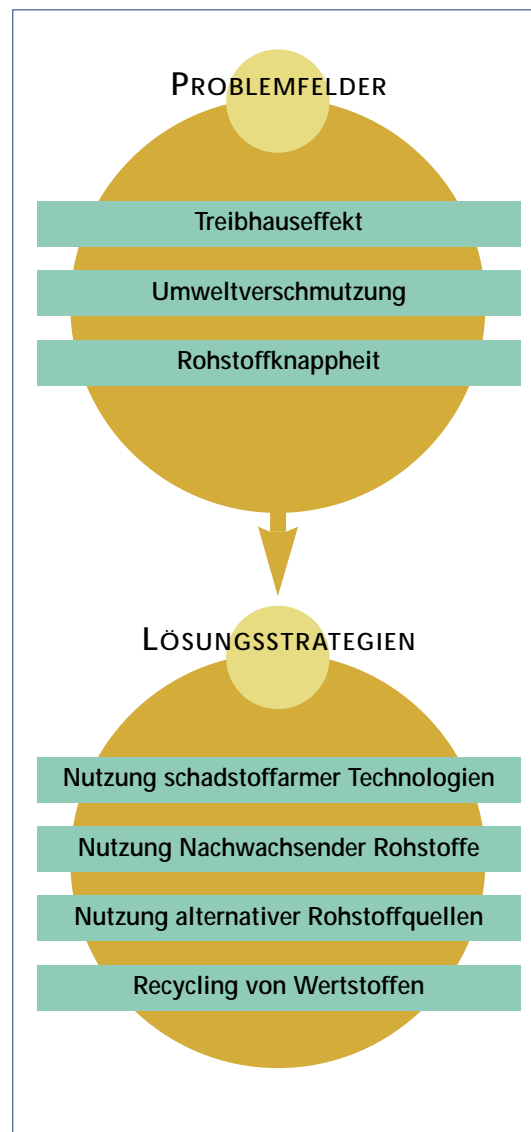 PROBLEMFELDER
Treibhauseffekt
Umweltverschmutzung
Rohstoffknappheit
LÖSUNGSSTRATEGIEN
Nutzung schadstoffarmer Technologien
Nutzung Nachwachsender Rohstoffe
Nutzung alternativer Rohstoffquellen
Recycling von Wertstoffen